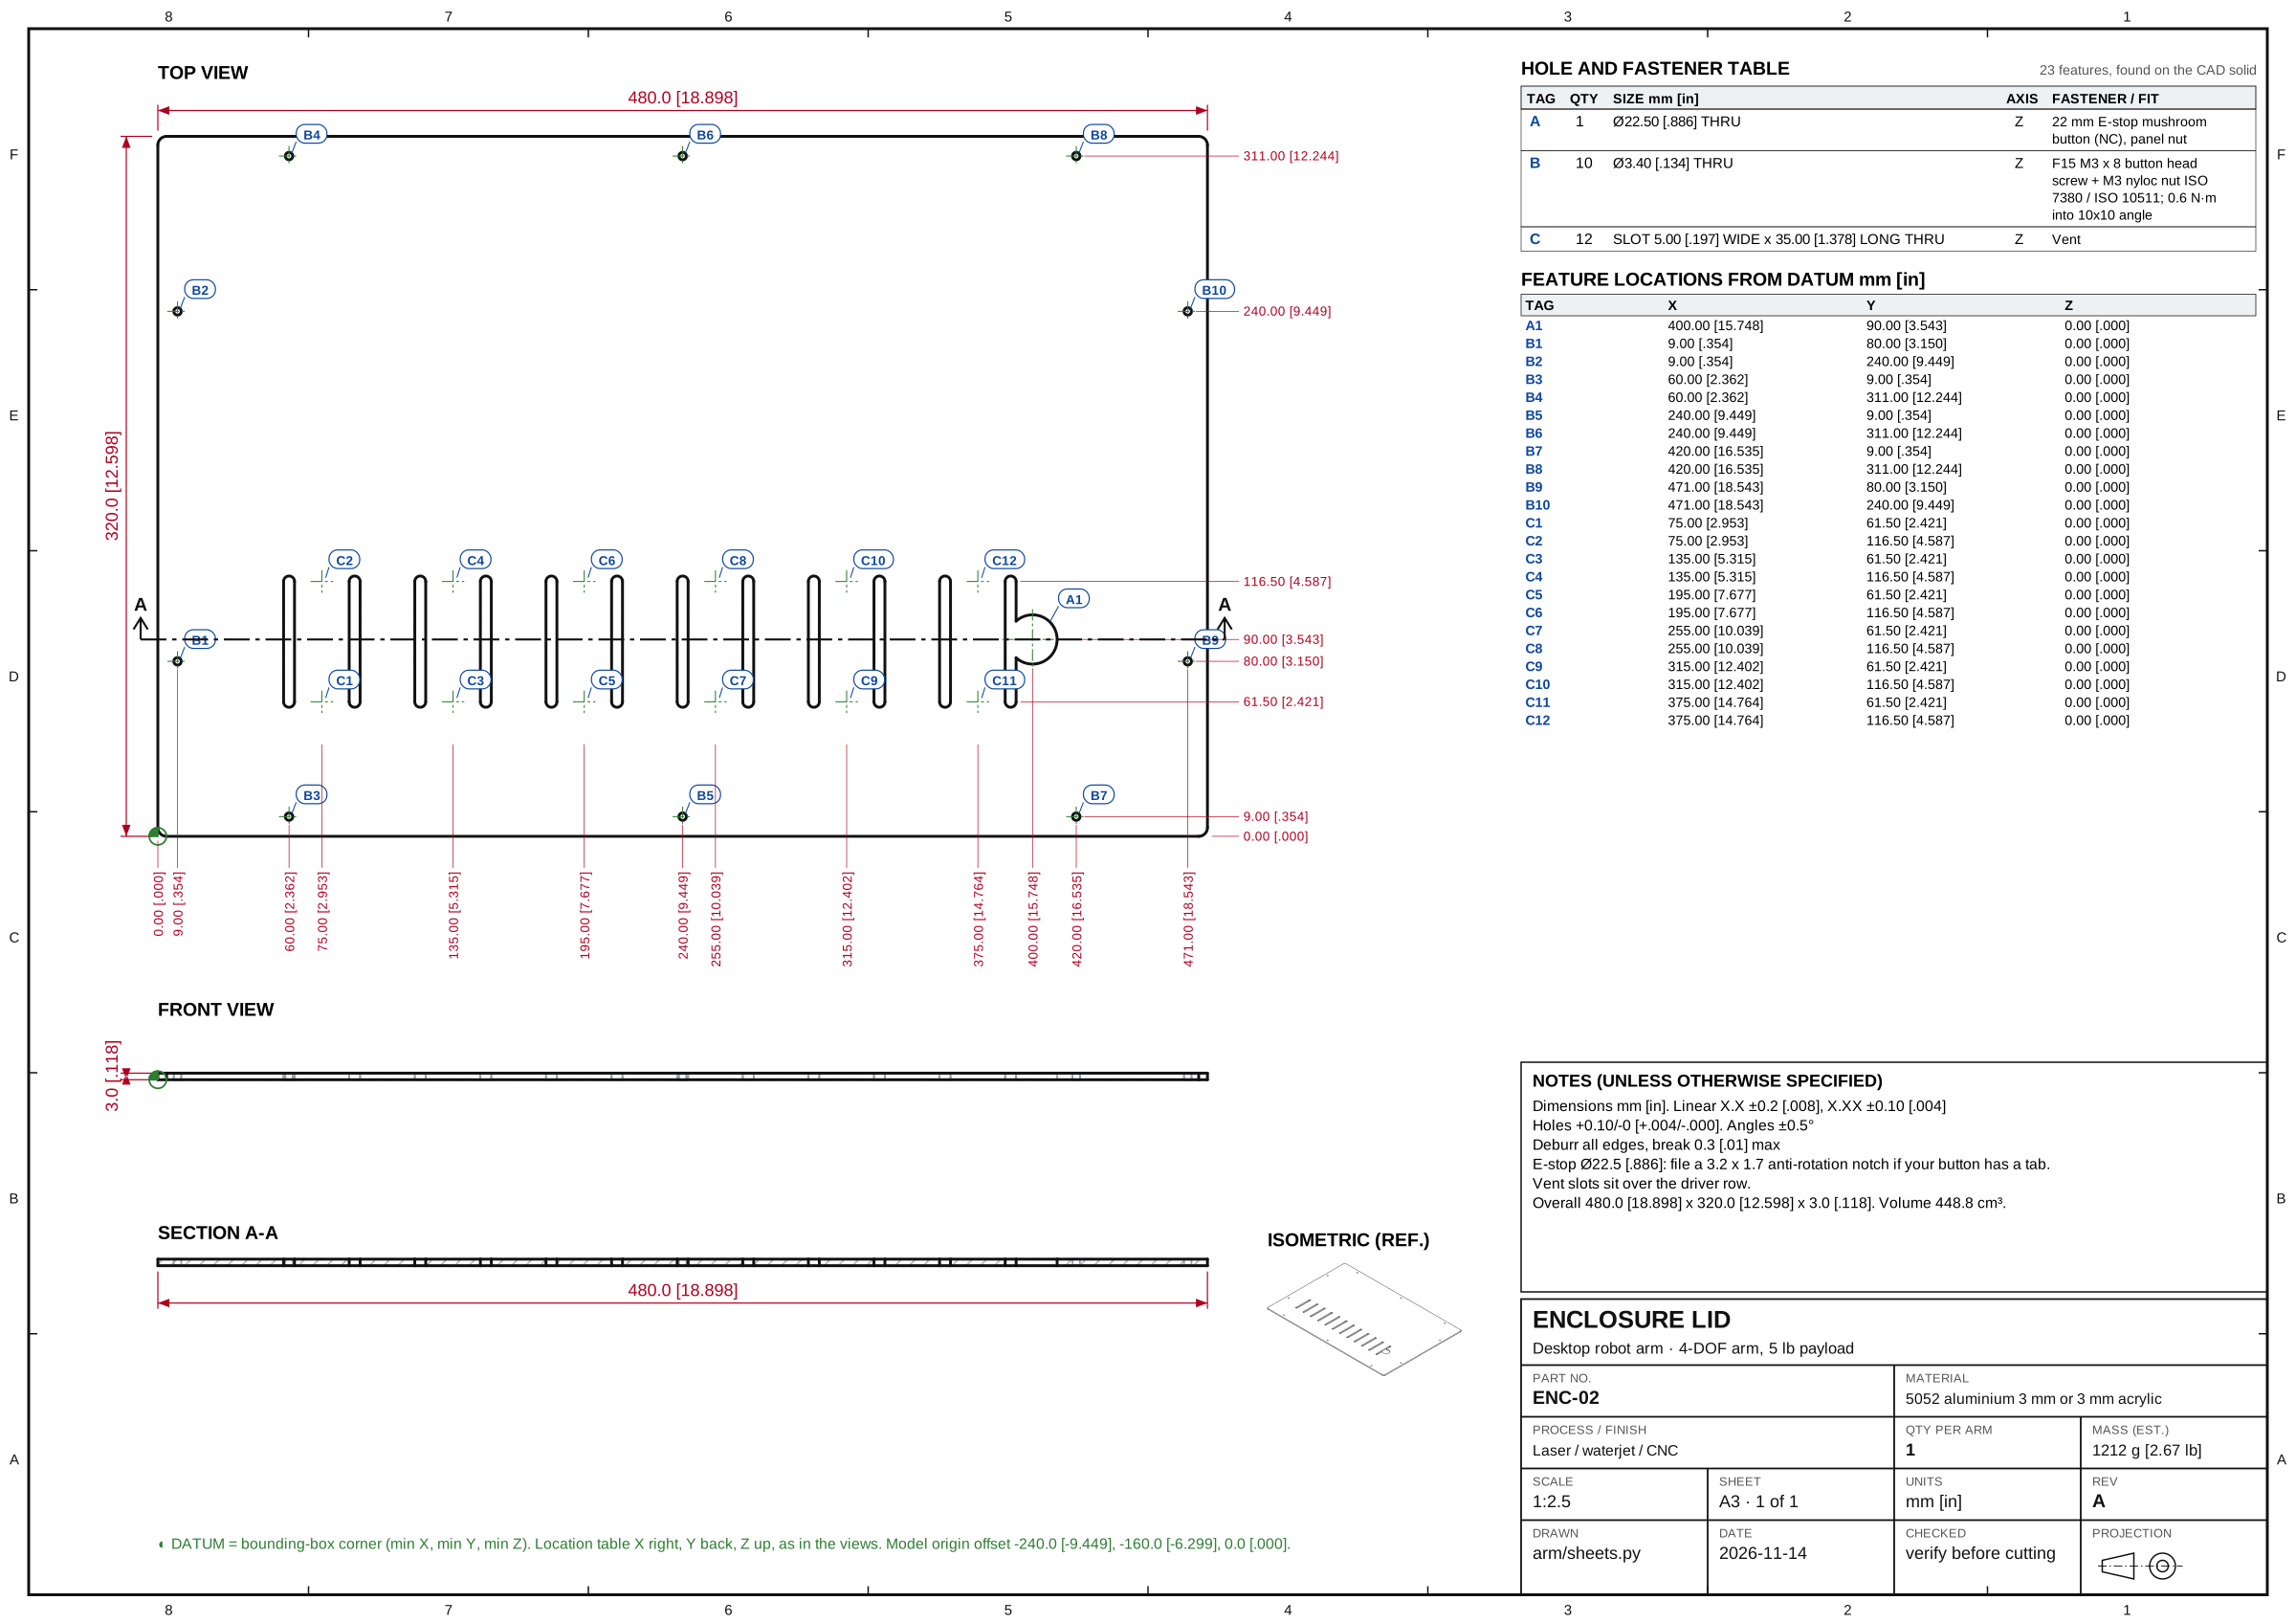 8 7 6 5 4 3 2 1
TOP VIEW
480.0 [18.898]
320.0 [12.598]
B4
B6
B8
311.00 [12.244]
B2
B10
240.00 [9.449]
C2
C4
C6
C8
C10
C12
116.50 [4.587]
A
A1
A
B1
B9
90.00 [3.543]
80.00 [3.150]
C1
C3
C5
C7
C9
C11
61.50 [2.421]
B3
B5
B7
9.00 [.354]
0.00 [.000]
0.00 [.000]
9.00 [.354]
60.00 [2.362]
75.00 [2.953]
135.00 [5.315]
195.00 [7.677]
240.00 [9.449]
255.00 [10.039]
315.00 [12.402]
375.00 [14.764]
400.00 [15.748]
420.00 [16.535]
471.00 [18.543]
FRONT VIEW
3.0 [.118]
SECTION A-A
480.0 [18.898]
ISOMETRIC (REF.)
◖ DATUM = bounding-box corner (min X, min Y, min Z). Location table X right, Y back, Z up, as in the views. Model origin offset -240.0 [-9.449], -160.0 [-6.299], 0.0 [.000].
HOLE AND FASTENER TABLE 23 features, found on the CAD solid
TAG QTY SIZE mm [in] AXIS FASTENER / FIT
A 1 Ø22.50 [.886] THRU Z 22 mm E-stop mushroom
button (NC), panel nut
B 10 Ø3.40 [.134] THRU Z F15 M3 x 8 button head
screw + M3 nyloc nut ISO
7380 / ISO 10511; 0.6 N·m
into 10x10 angle
C 12 SLOT 5.00 [.197] WIDE x 35.00 [1.378] LONG THRU Z Vent
FEATURE LOCATIONS FROM DATUM mm [in]
TAG X Y Z
A1 400.00 [15.748] 90.00 [3.543] 0.00 [.000]
B1 9.00 [.354] 80.00 [3.150] 0.00 [.000]
B2 9.00 [.354] 240.00 [9.449] 0.00 [.000]
B3 60.00 [2.362] 9.00 [.354] 0.00 [.000]
B4 60.00 [2.362] 311.00 [12.244] 0.00 [.000]
B5 240.00 [9.449] 9.00 [.354] 0.00 [.000]
B6 240.00 [9.449] 311.00 [12.244] 0.00 [.000]
B7 420.00 [16.535] 9.00 [.354] 0.00 [.000]
B8 420.00 [16.535] 311.00 [12.244] 0.00 [.000]
B9 471.00 [18.543] 80.00 [3.150] 0.00 [.000]
B10 471.00 [18.543] 240.00 [9.449] 0.00 [.000]
C1 75.00 [2.953] 61.50 [2.421] 0.00 [.000]
C2 75.00 [2.953] 116.50 [4.587] 0.00 [.000]
C3 135.00 [5.315] 61.50 [2.421] 0.00 [.000]
C4 135.00 [5.315] 116.50 [4.587] 0.00 [.000]
C5 195.00 [7.677] 61.50 [2.421] 0.00 [.000]
C6 195.00 [7.677] 116.50 [4.587] 0.00 [.000]
C7 255.00 [10.039] 61.50 [2.421] 0.00 [.000]
C8 255.00 [10.039] 116.50 [4.587] 0.00 [.000]
C9 315.00 [12.402] 61.50 [2.421] 0.00 [.000]
C10 315.00 [12.402] 116.50 [4.587] 0.00 [.000]
C11 375.00 [14.764] 61.50 [2.421] 0.00 [.000]
C12 375.00 [14.764] 116.50 [4.587] 0.00 [.000]
NOTES (UNLESS OTHERWISE SPECIFIED)
Dimensions mm [in]. Linear X.X ±0.2 [.008], X.XX ±0.10 [.004]
Holes +0.10/-0 [+.004/-.000]. Angles ±0.5°
Deburr all edges, break 0.3 [.01] max
E-stop Ø22.5 [.886]: file a 3.2 x 1.7 anti-rotation notch if your button has a tab.
Vent slots sit over the driver row.
Overall 480.0 [18.898] x 320.0 [12.598] x 3.0 [.118]. Volume 448.8 cm³.
ENCLOSURE LID
Desktop robot arm · 4-DOF arm, 5 lb payload
PART NO. MATERIAL
ENC-02 5052 aluminium 3 mm or 3 mm acrylic
PROCESS / FINISH QTY PER ARM MASS (EST.)
Laser / waterjet / CNC 1 1212 g [2.67 lb]
SCALE SHEET UNITS REV
1:2.5 A3 · 1 of 1 mm [in] A
DRAWN DATE CHECKED PROJECTION
arm/sheets.py 2026-11-14 verify before cutting
F F
E E
D D
C C
B B
A A
8 7 6 5 4 3 2 1